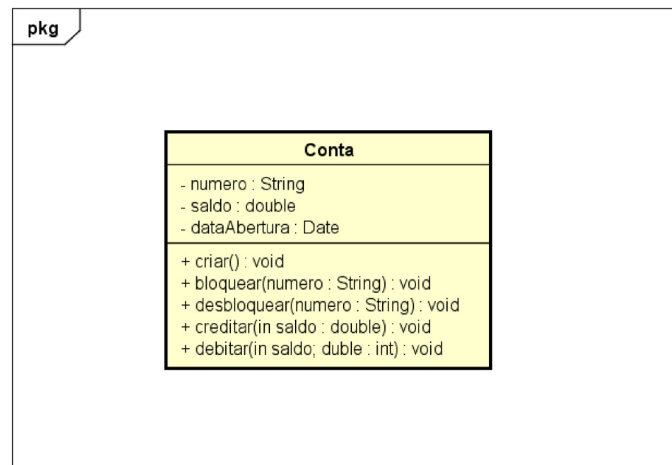 pkg
Conta
- numero : String
- saldo : double
- dataAbertura : Date
+ criar() : void
+ bloquear(numero : String) : void
+ desbloquear(numero : String) : void
+ creditar(in saldo : double) : void
+ debitar(in saldo; duble : int) : void